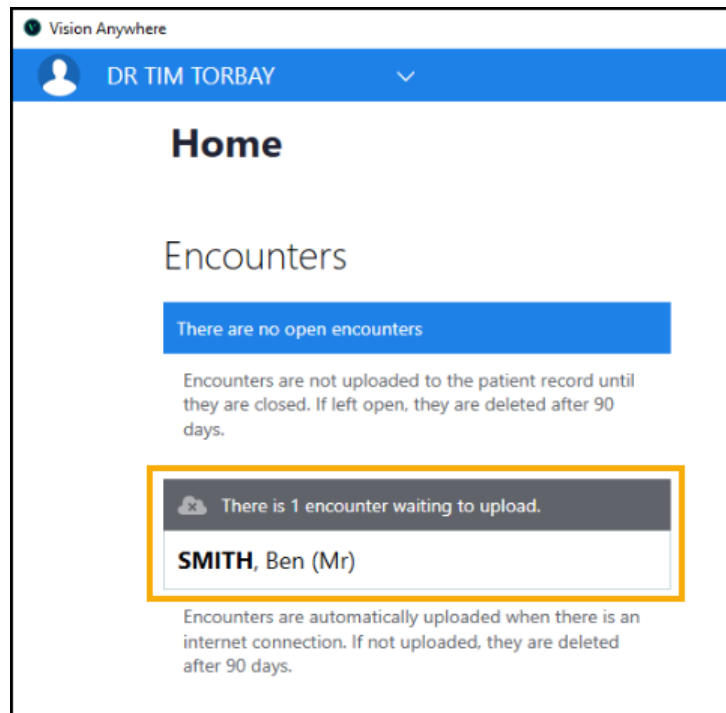 Vision Anywhere
DR TIM TORBAY
Home
Encounters
There are no open encounters
Encounters are not uploaded to the patient record until
they are closed. If left open, they are deleted after 90
days.
There is 1 encounter waiting to upload.
SMITH, Ben (Mr)
Encounters are automatically uploaded when there is an
internet connection. If not uploaded, they are deleted
after 90 days.